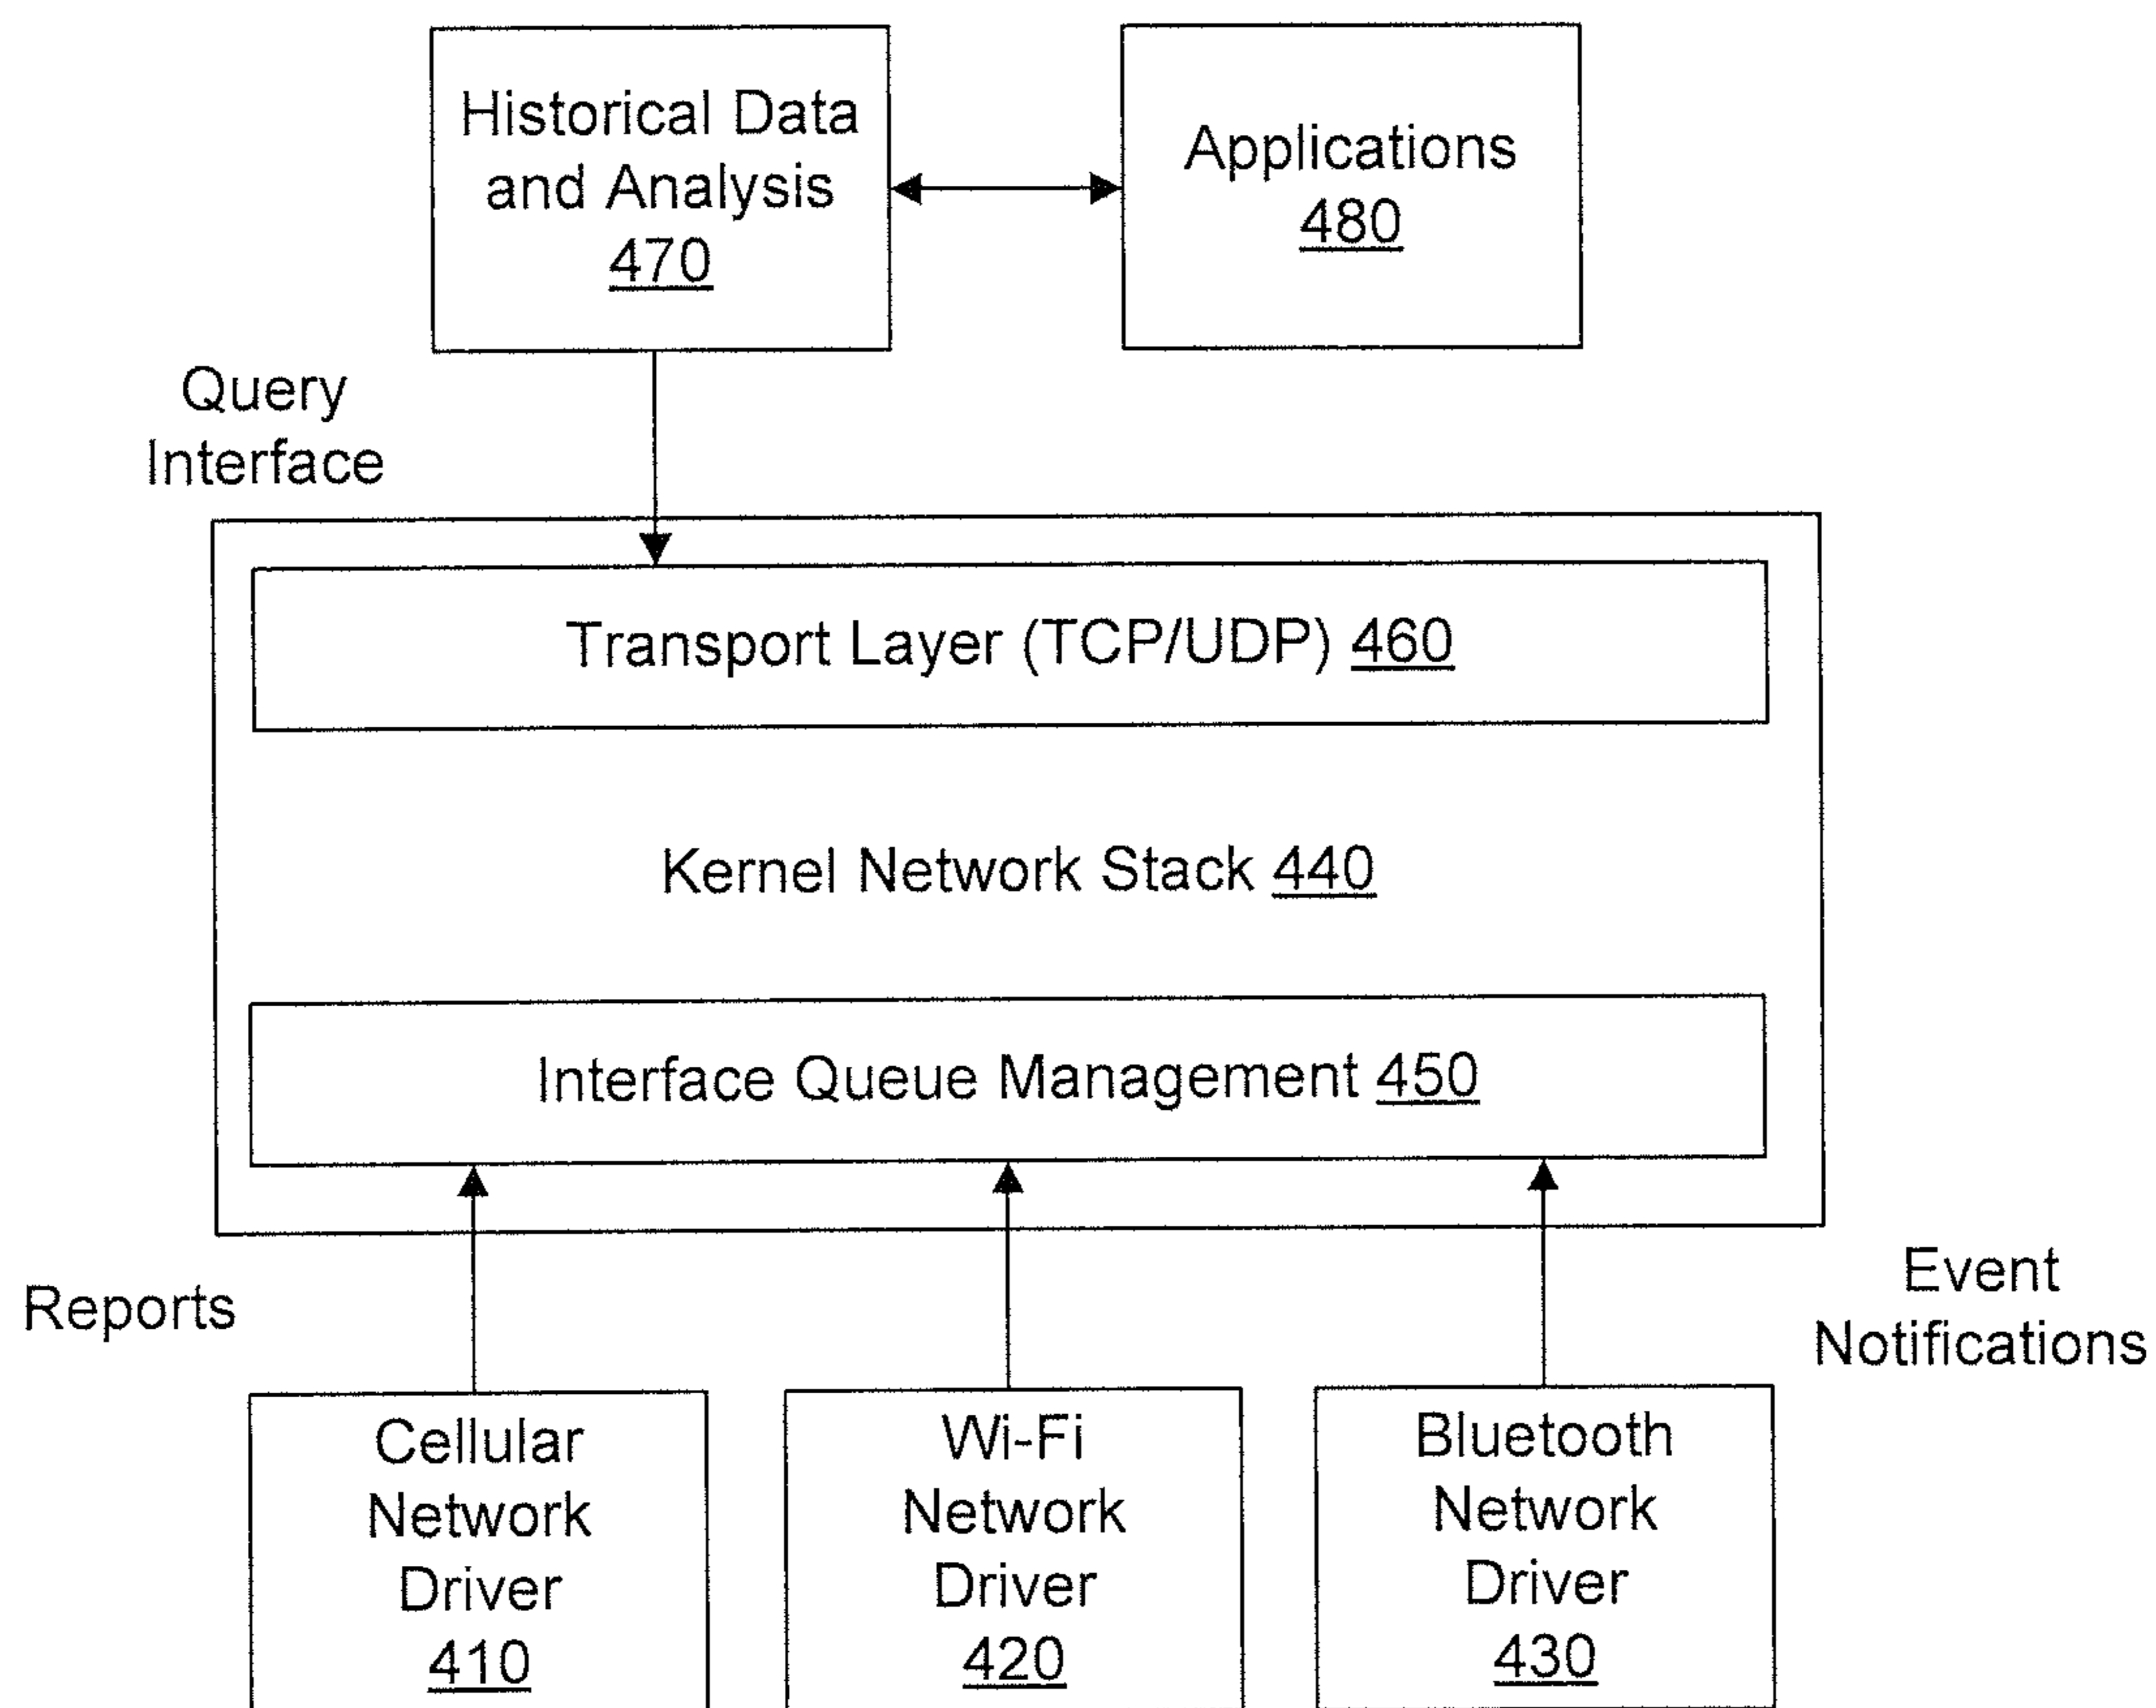 Historical Data
and Analysis
470
Applications
480
Query
Interface
Transport Layer (TCP/UDP) 460
Kernel Network Stack 440
Interface Queue Management 450
Reports
Event
Notifications
Cellular
Network
Driver
410
Wi-Fi
Network
Driver
420
Bluetooth
Network
Driver
430